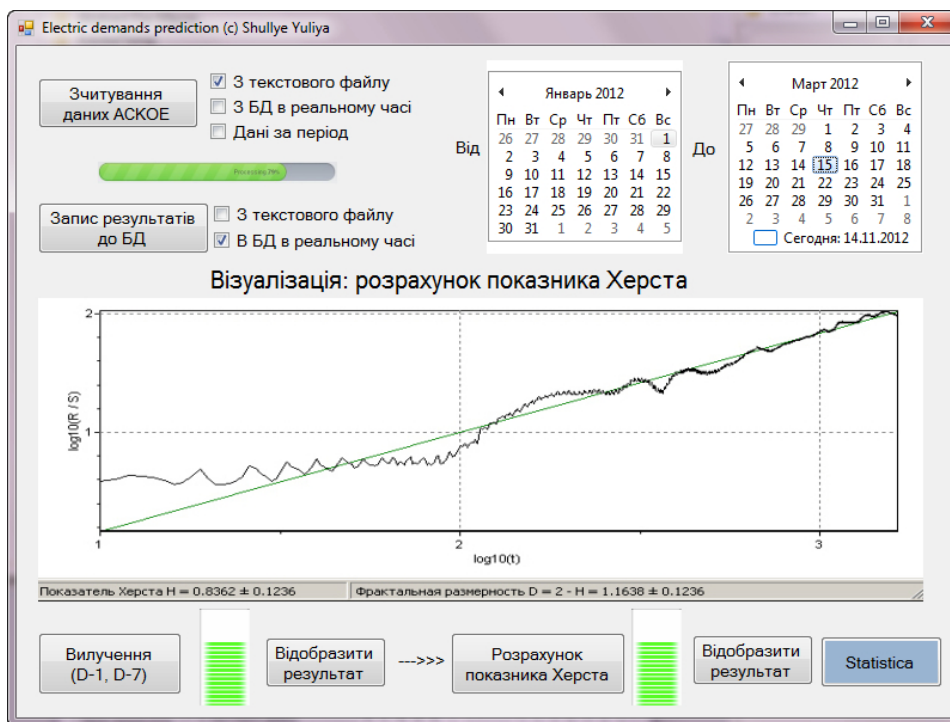 Electric demands prediction (c) Shullye Yuliya
Зчитування
даних АСКОЕ
З текстового файлу
З БД в реальному часі
Дані за період
Processing 79%
Запис результатів
до БД
З текстового файлу
В БД в реальному часі
Від
Январь 2012
Пн Вт Ср Чт Пт Сб Вс
26 27 28 29 30 31 1
2 3 4 5 6 7 8
9 10 11 12 13 14 15
16 17 18 19 20 21 22
23 24 25 26 27 28 29
30 31 1 2 3 4 5
До
Март 2012
Пн Вт Ср Чт Пт Сб Вс
27 28 29 1 2 3 4
5 6 7 8 9 10 11
12 13 14 15 16 17 18
19 20 21 22 23 24 25
26 27 28 29 30 31 1
2 3 4 5 6 7 8
Сегодня: 14.11.2012
Візуалізація: розрахунок показника Херста
2
1
log10(R / S)
1
2
3
log10(t)
Показатель Херста H = 0.8362 ± 0.1236
Фрактальная размерность D = 2 - H = 1.1638 ± 0.1236
Вилучення
(D-1, D-7)
Відобразити
результат
--->>>
Розрахунок
показника Херста
Відобразити
результат
Statistica